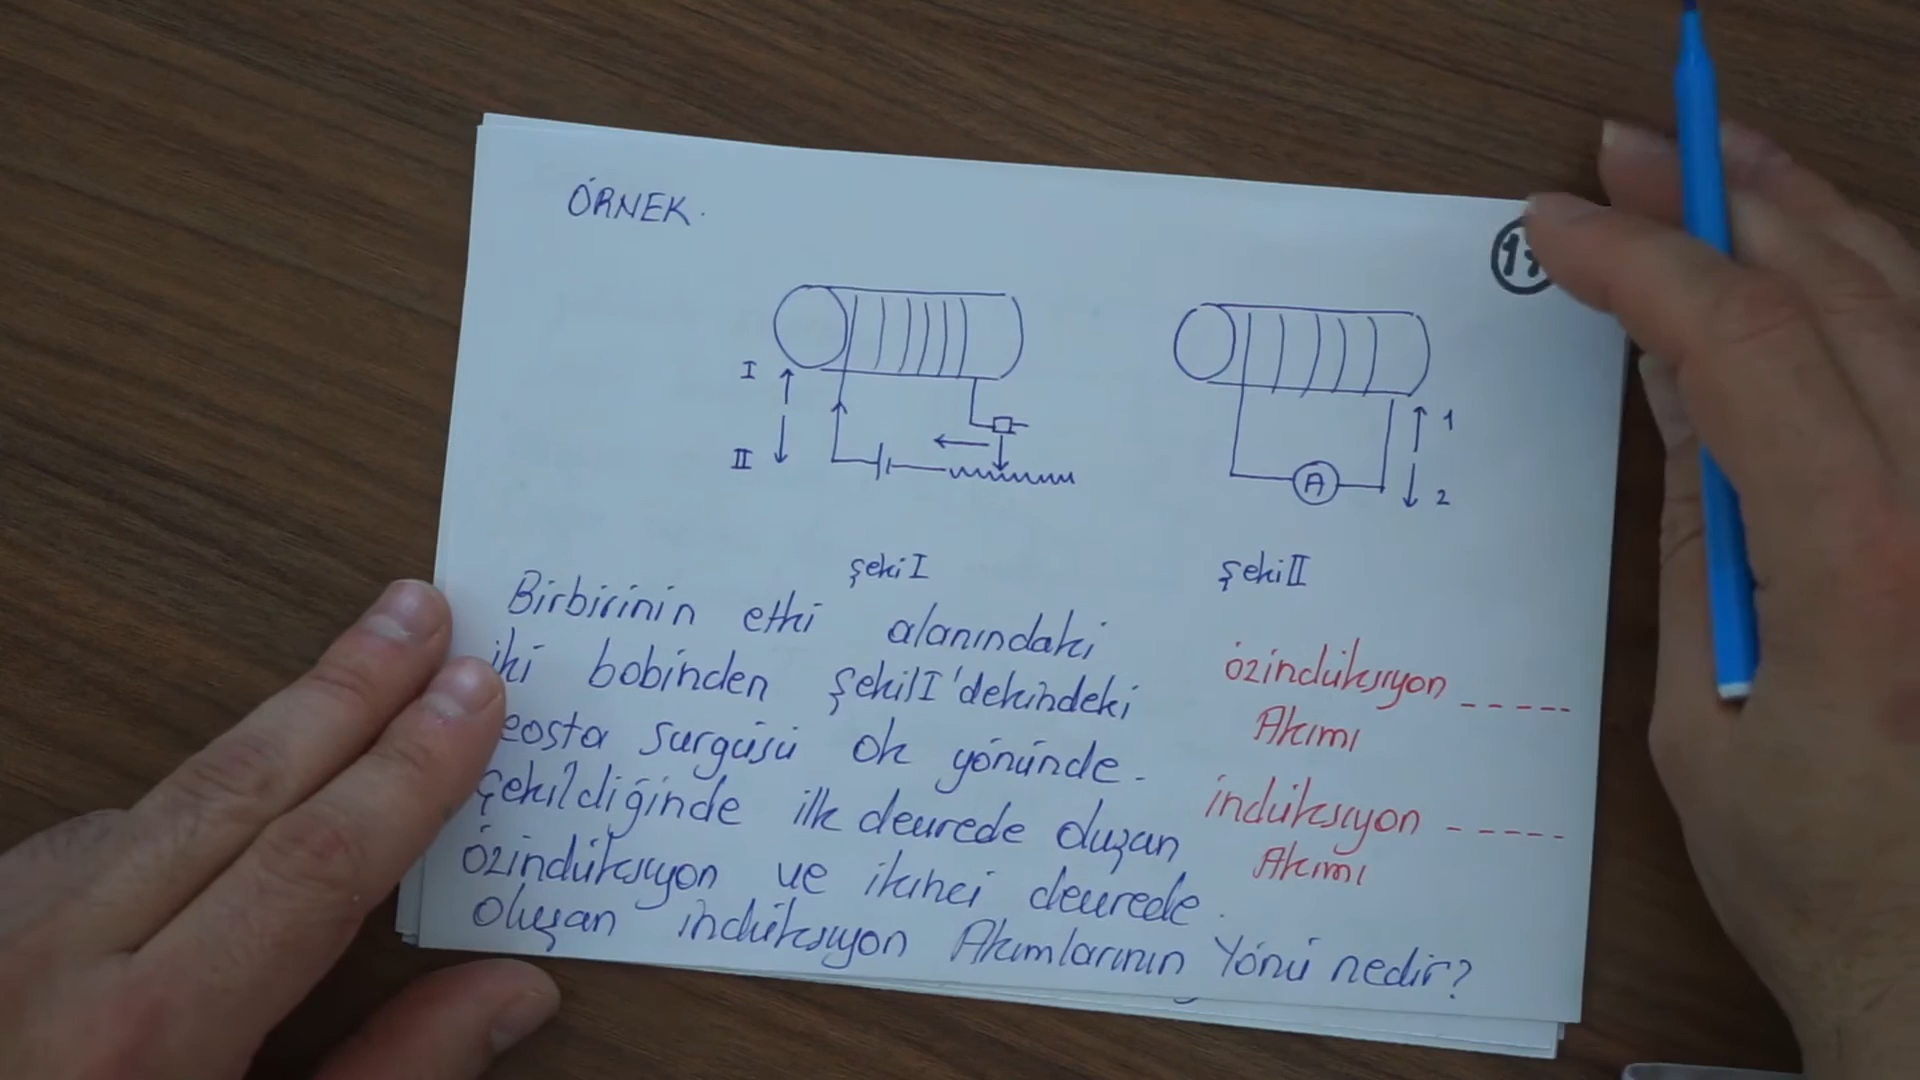 ÖRNEK.
I
II
A
1
2
şekil I
şekil II
Birbirinin etki alanındaki
iki bobinden şekilI'dekindeki
eosta sürgüsü ok yönünde.
çekildiğinde ilk devrede oluşan
özindüksiyon ve ikinci devrede.
oluşan indüksiyon Akımlarının Yönü nedir?
özindüksiyon -----
Akımı
indüksiyon -----
Akımı